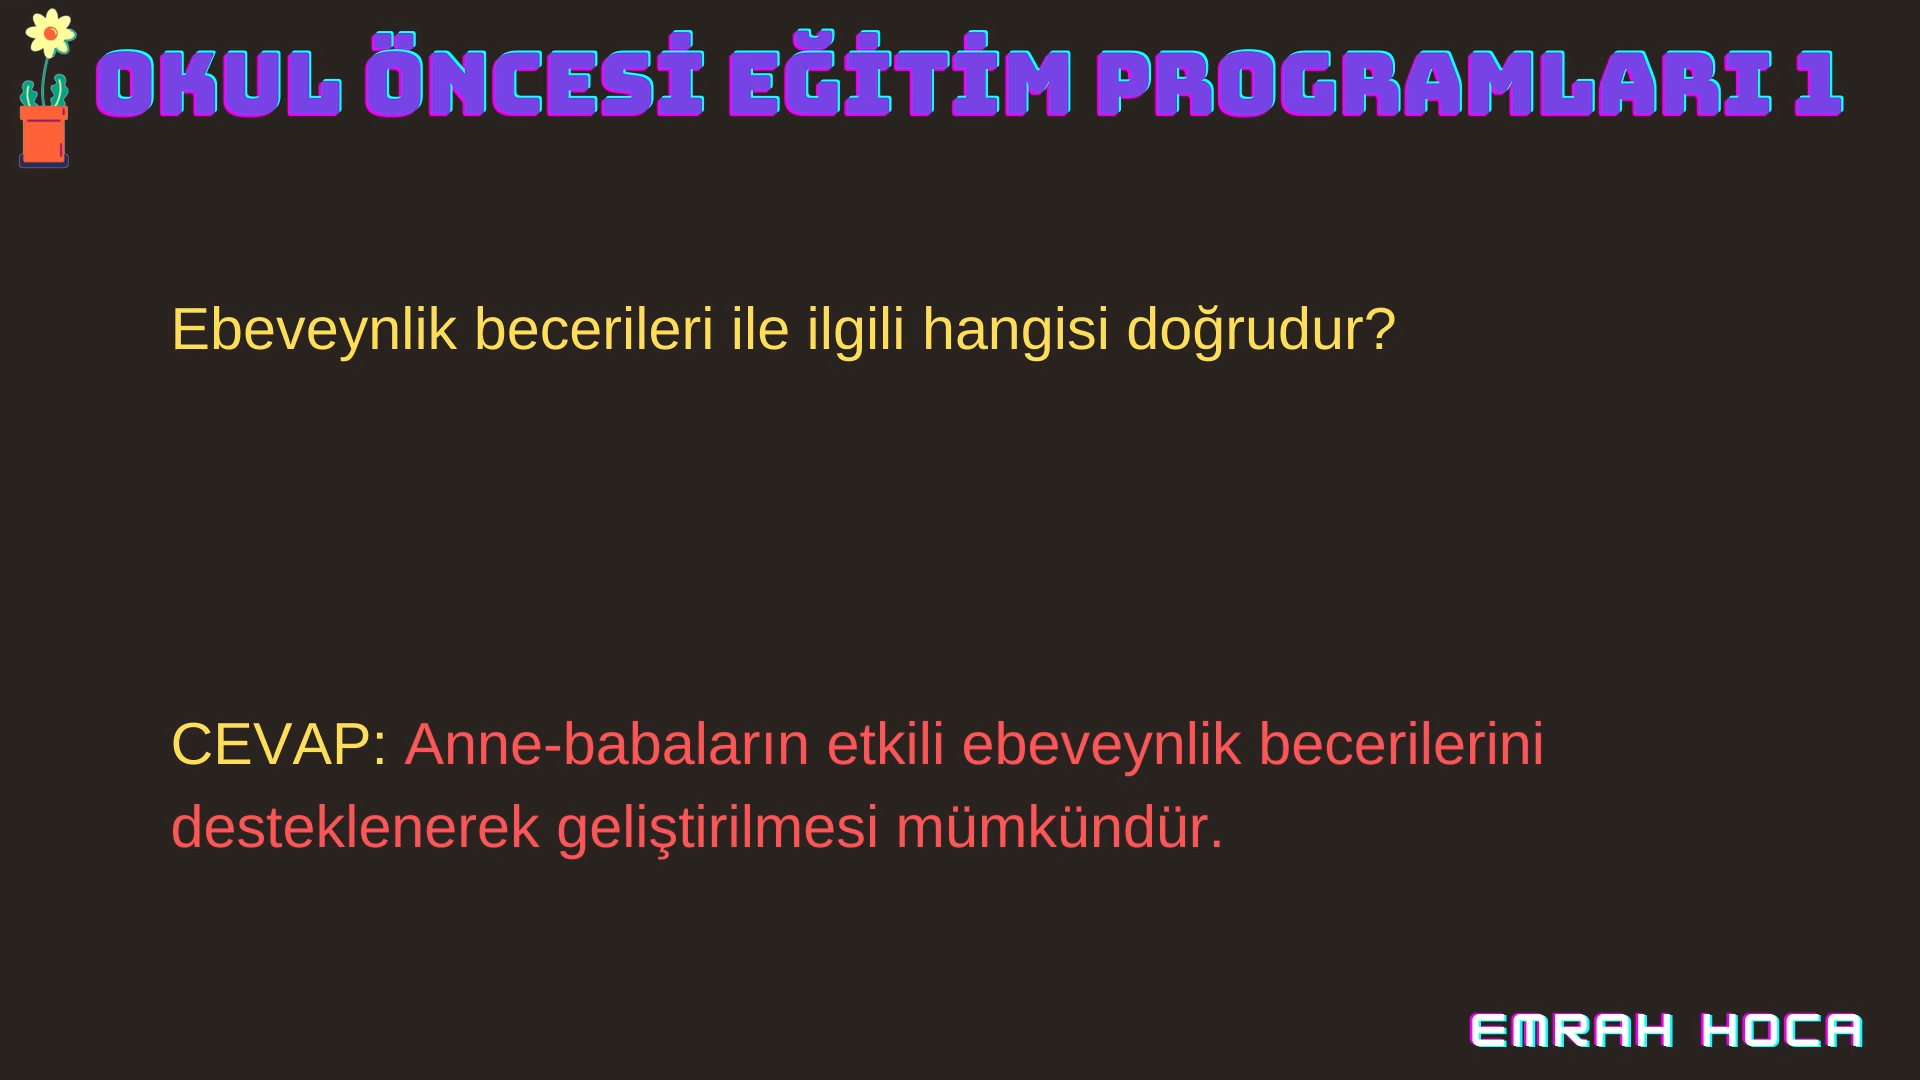 OKUL ÖNCESİ EĞİTİM PROGRAMLARI 1
Ebeveynlik becerileri ile ilgili hangisi doğrudur?
CEVAP: Anne-babaların etkili ebeveynlik becerilerini
desteklenerek geliştirilmesi mümkündür.
EMRAH HOCA